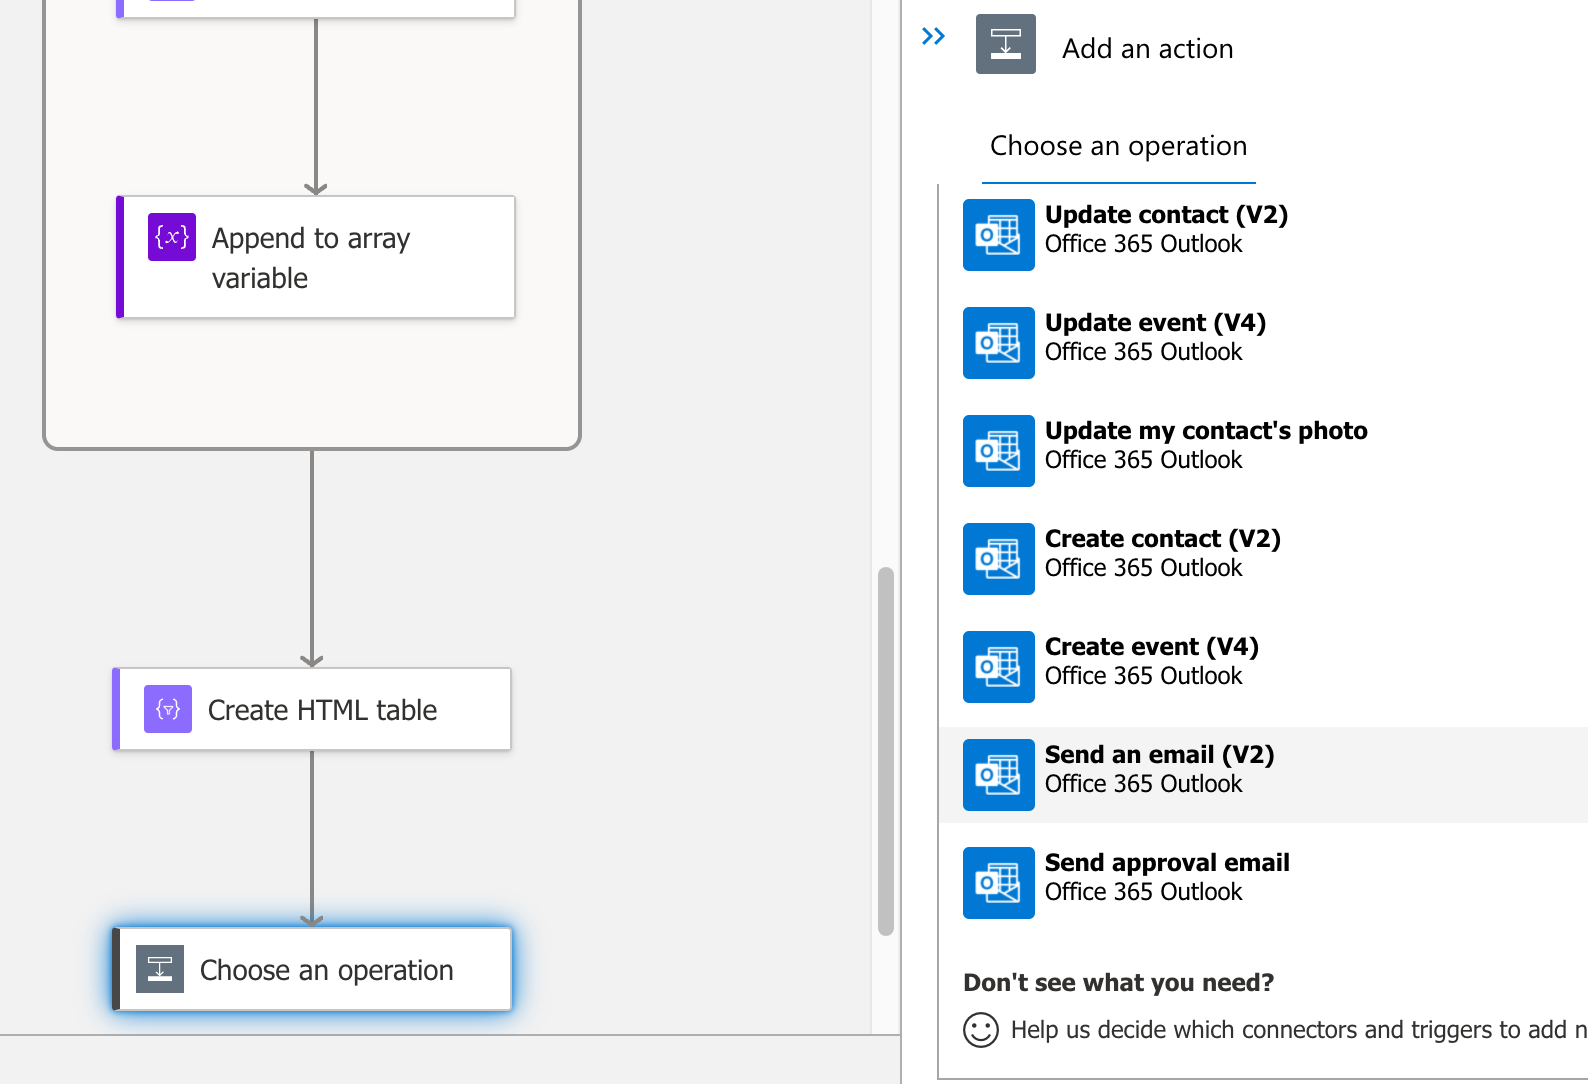 Append to array
variable
Create HTML table
Choose an operation
Add an action
Choose an operation
Update contact (V2)
Office 365 Outlook
Update event (V4)
Office 365 Outlook
Update my contact's photo
Office 365 Outlook
Create contact (V2)
Office 365 Outlook
Create event (V4)
Office 365 Outlook
Send an email (V2)
Office 365 Outlook
Send approval email
Office 365 Outlook
Don't see what you need?
Help us decide which connectors and triggers to add n